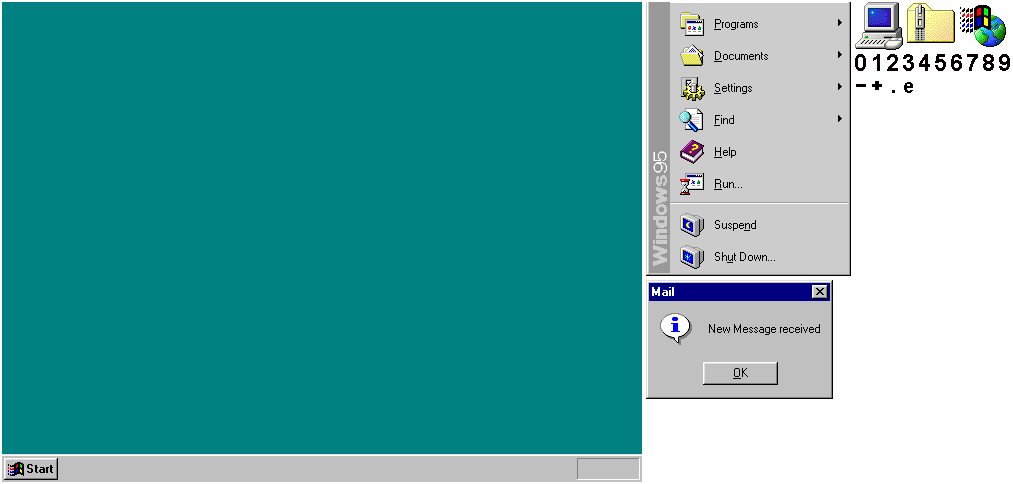 Programs
Documents
Settings
Find
Help
Run...
Suspend
Shut Down...
Windows95
Mail
New Message received
OK
0123456789
-+.e
Start